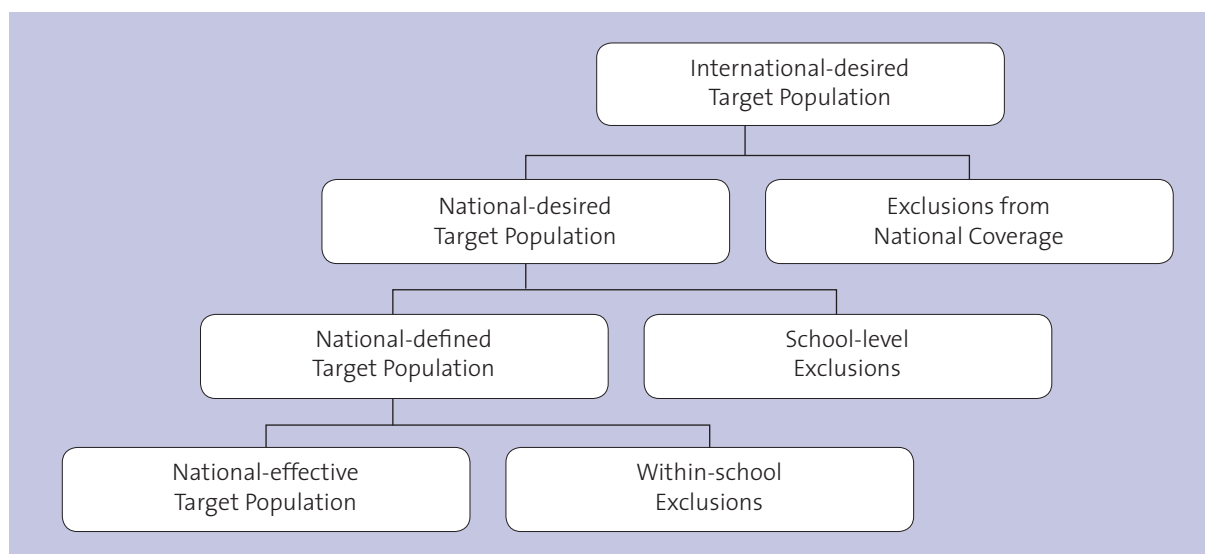 International-desired
Target Population
National-desired
Target Population
Exclusions from
National Coverage
National-defined
Target Population
School-level
Exclusions
National-effective
Target Population
Within-school
Exclusions